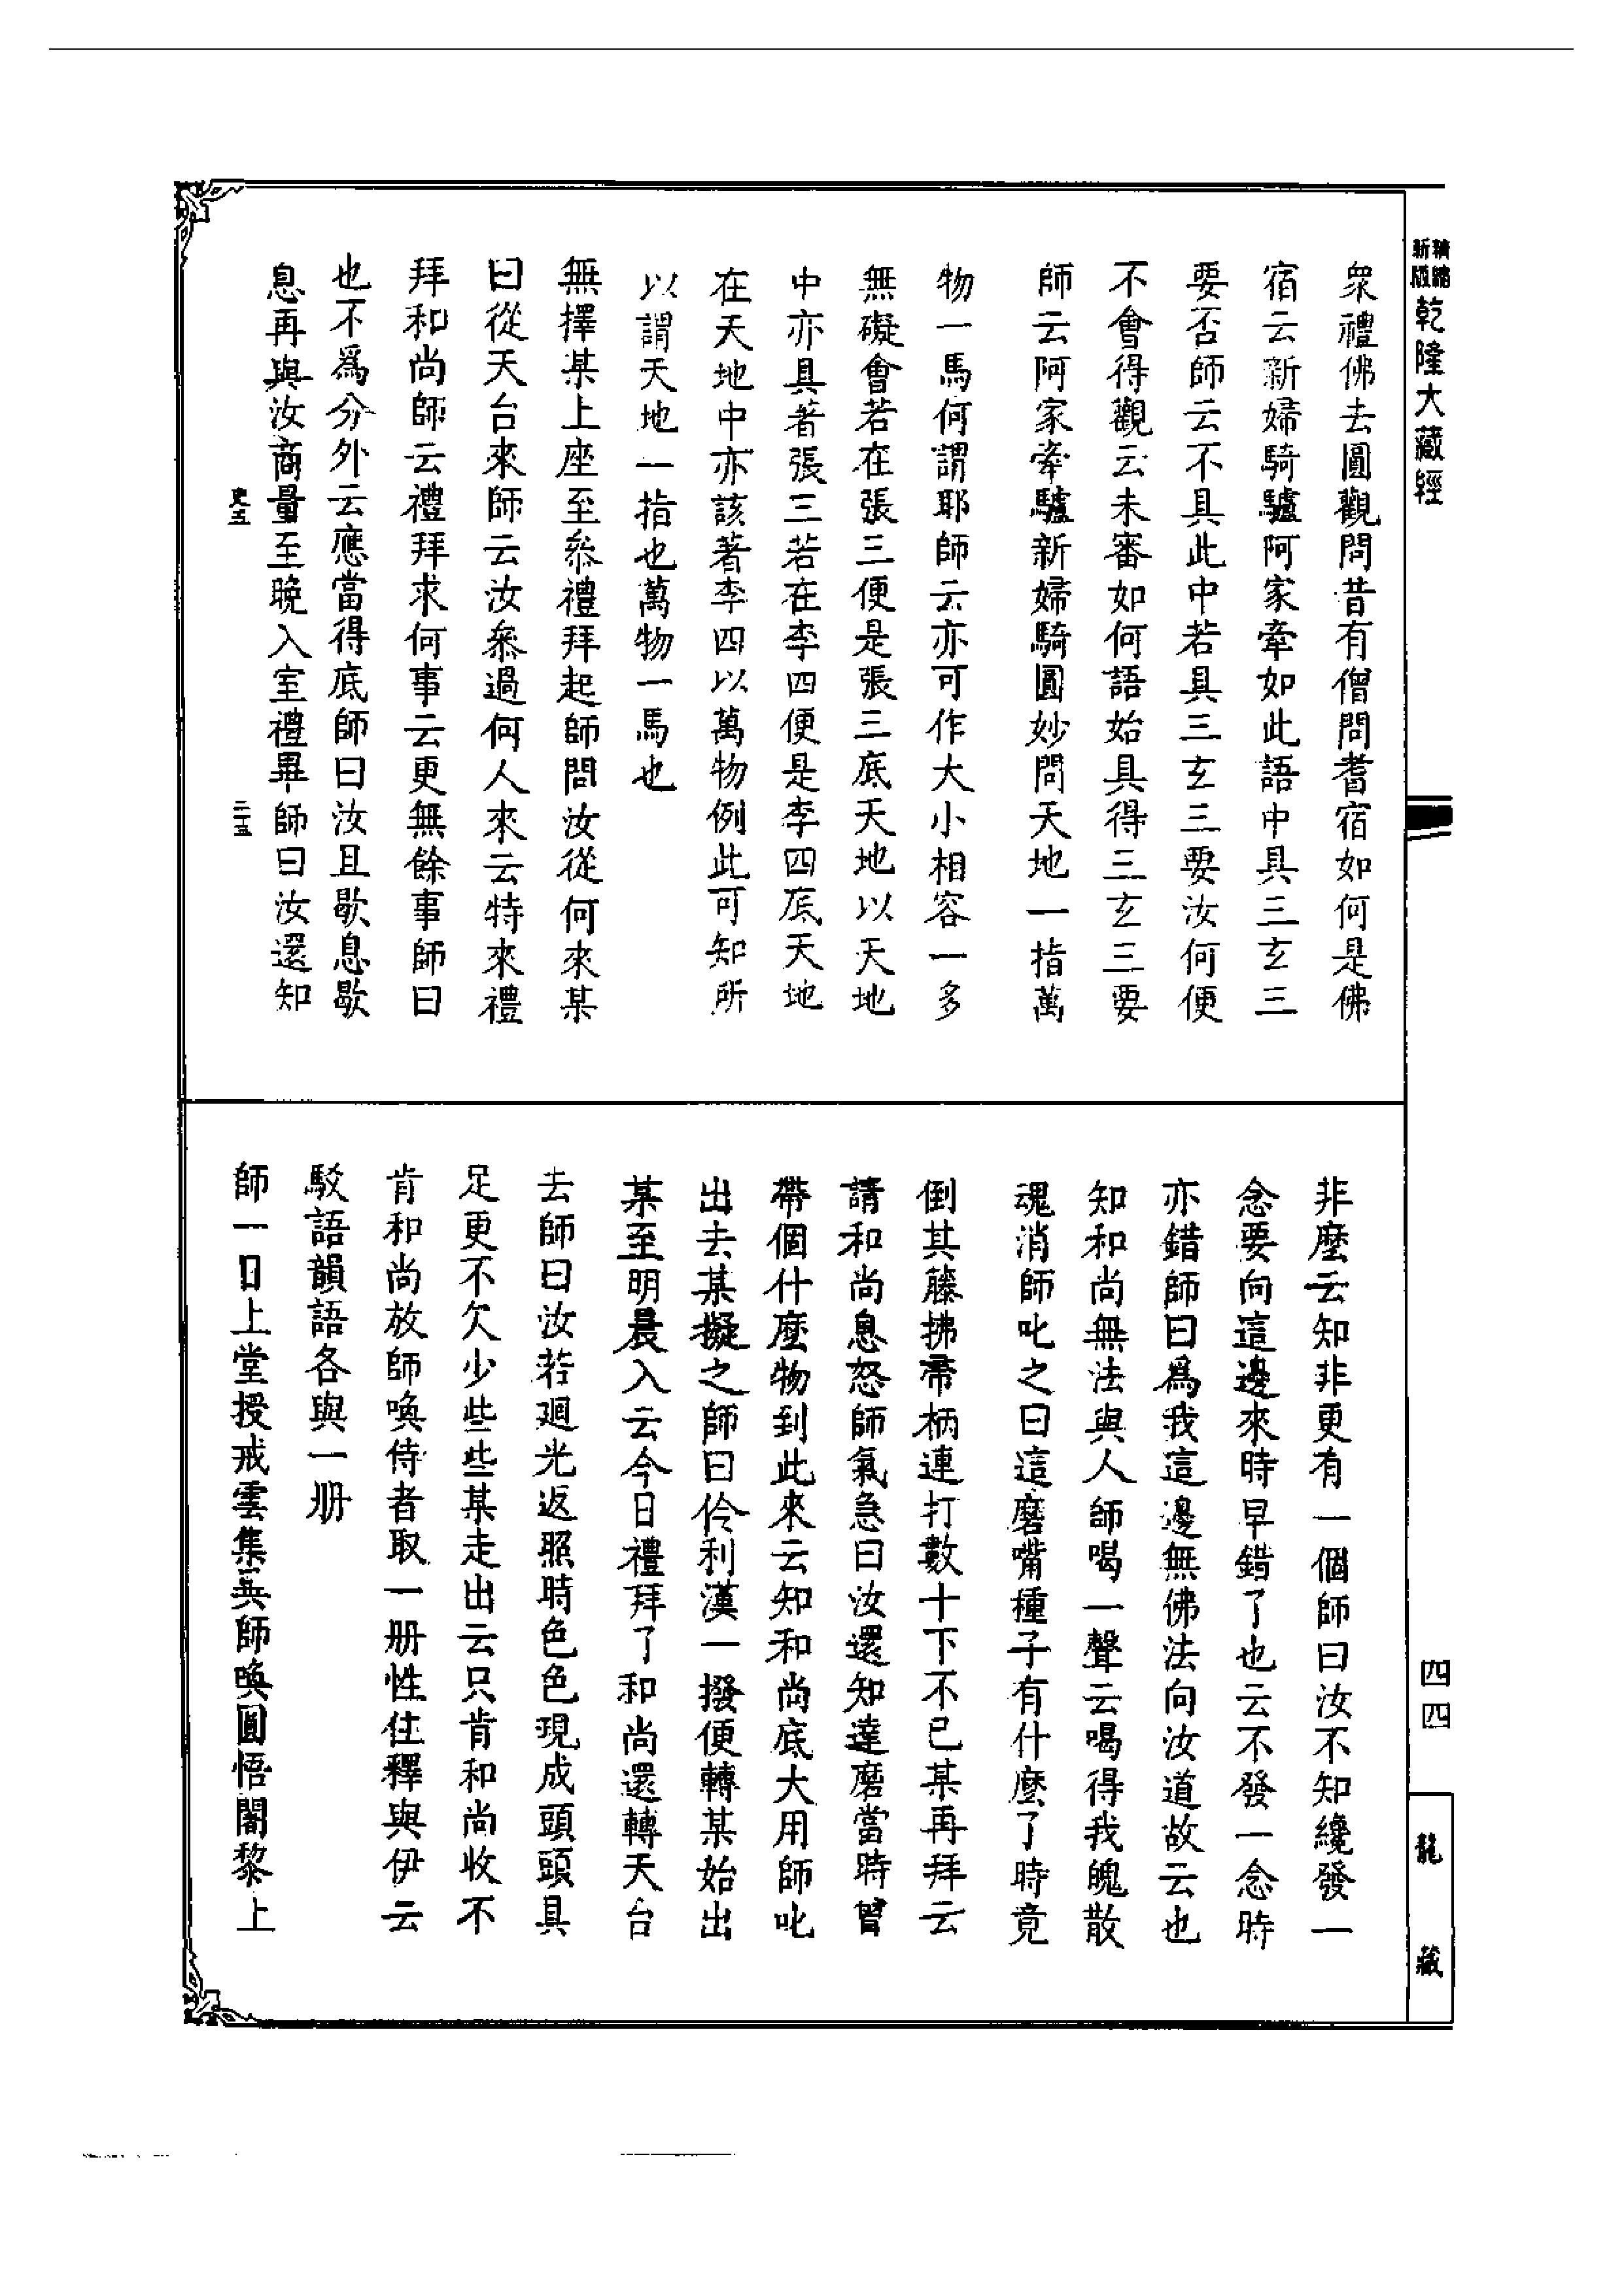 新版 精縮 乾隆大藏經
眾禮佛去圓觀問昔有僧問耆宿如何是佛
宿云新婦騎驢阿家牽如此語中具三玄三
要否師云不具此中若具三玄三要汝何便
不會得觀云未審如何語始具得三玄三要
師云阿家牽驢新婦騎圓妙問天地一指萬
物一馬何謂耶師云亦可作大小相容一多
無礙會若在張三便是張三底天地以天地
中亦具著張三若在李四便是李四底天地
在天地中亦該著李四以萬物例此可知所
以謂天地一指也萬物一馬也
無擇某上座至叅禮拜起師問汝從何來某
曰從天台來師云汝叅過何人來云特來禮
拜和尚師云禮拜求何事云更無餘事師曰
也不爲分外云應當得底師曰汝且歇息歇
息再與汝商量至晚入室禮畢師曰汝還知
史五 二五
非麼云知非更有一個師曰汝不知纔發一
念要向這邊來時早錯了也云不發一念時
亦錯師曰爲我這邊無佛法向汝道故云也
知和尚無法與人師喝一聲云喝得我魄散
魂消師叱之曰這磨嘴種子有什麼了時竟
倒其藤拂帚柄連打數十下不已某再拜云
請和尚息怒師氣急曰汝還知達磨當時曾
帶個什麼物到此來云知和尚底大用師叱
出去某擬之師曰伶利漢一撥便轉某始出
某至明晨入云今日禮拜了和尚還轉天台
去師曰汝若迴光返照時色色現成頭頭具
足更不欠少些些某走出云只肯和尚收不
肯和尚放師喚侍者取一册性住釋與伊云
駁語韻語各與一册
師一日上堂授戒雲集吳師喚圓悟闍黎上
四四
龍藏